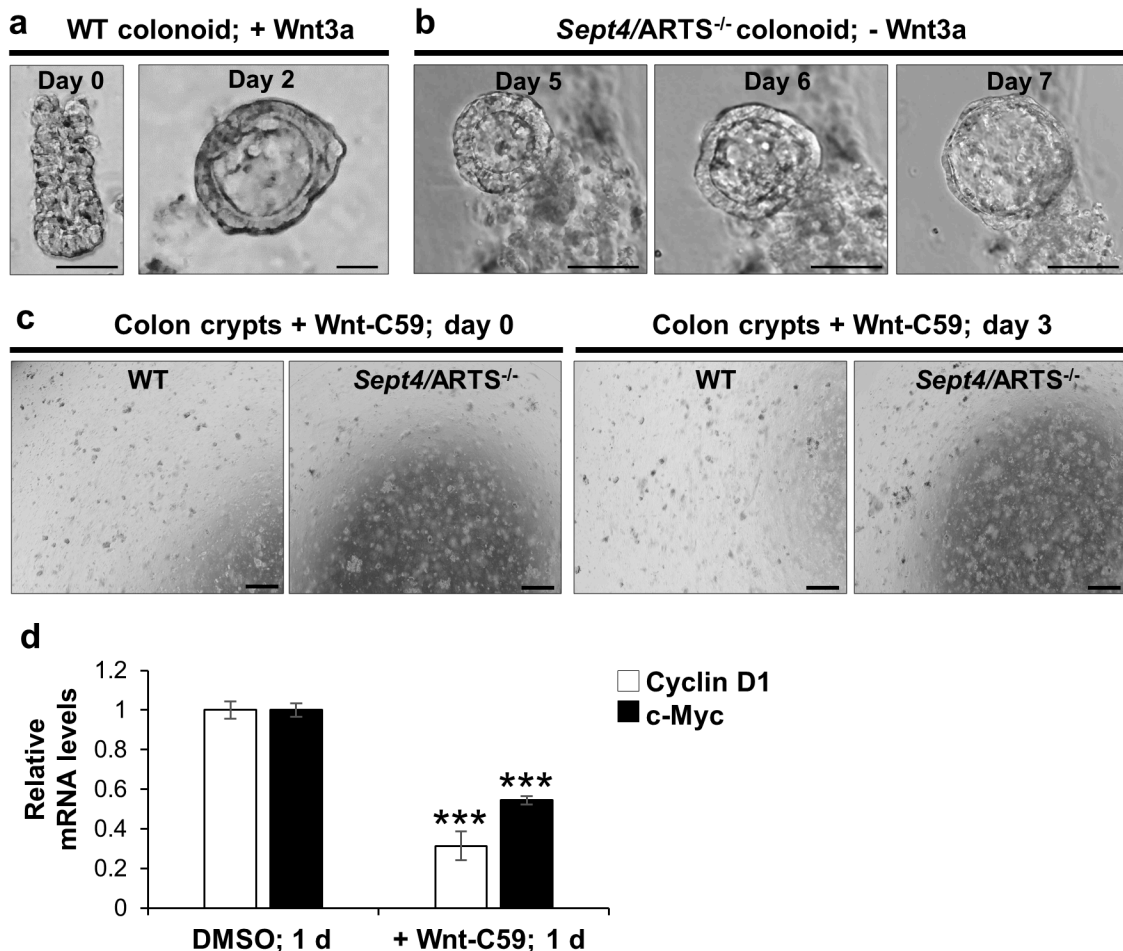 a
WT colonoid; + Wnt3a
Day 0
Day 2
b
Sept4/ARTS-/- colonoid; - Wnt3a
Day 5
Day 6
Day 7
c
Colon crypts + Wnt-C59; day 0
WT
Sept4/ARTS-/-
Colon crypts + Wnt-C59; day 3
WT
Sept4/ARTS-/-
d
Relative
mRNA levels
1.2
1
0.8
0.6
0.4
0.2
0
***
***
DMSO; 1 d
+ Wnt-C59; 1 d
Cyclin D1
c-Myc